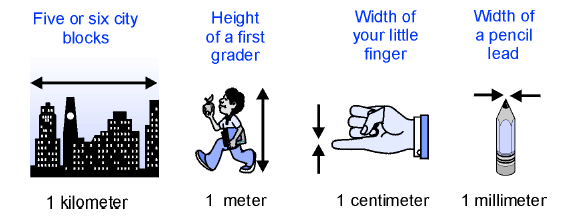 Five or six city
blocks
Height
of a first
grader
Width of
your little
finger
Width of
a pencil
lead
1 kilometer
1 meter
1 centimeter
1 millimeter